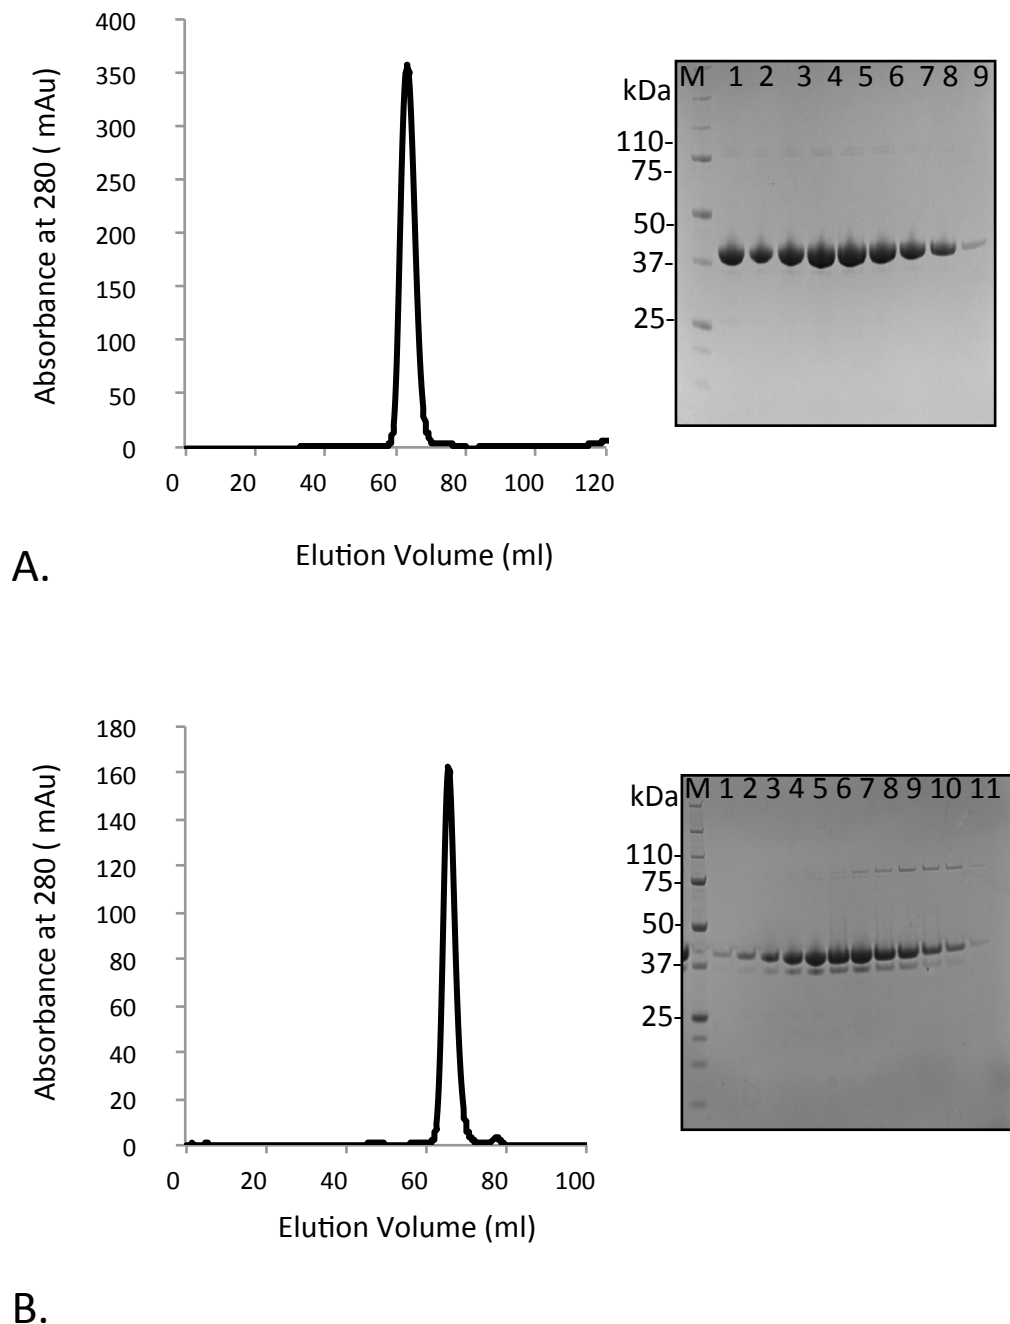 400
350
300
250
200
150
100
50
0
Absorbance at 280 ( mAu)
0 20 40 60 80 100 120
Elution Volume (ml)
M 1 2 3 4 5 6 7 8 9
kDa
110-
75-
50-
37-
25-
A.
180
160
140
120
100
80
60
40
20
0
Absorbance at 280 ( mAu)
0 20 40 60 80 100
Elution Volume (ml)
M 1 2 3 4 5 6 7 8 9 10 11
kDa
110-
75-
50-
37-
25-
B.